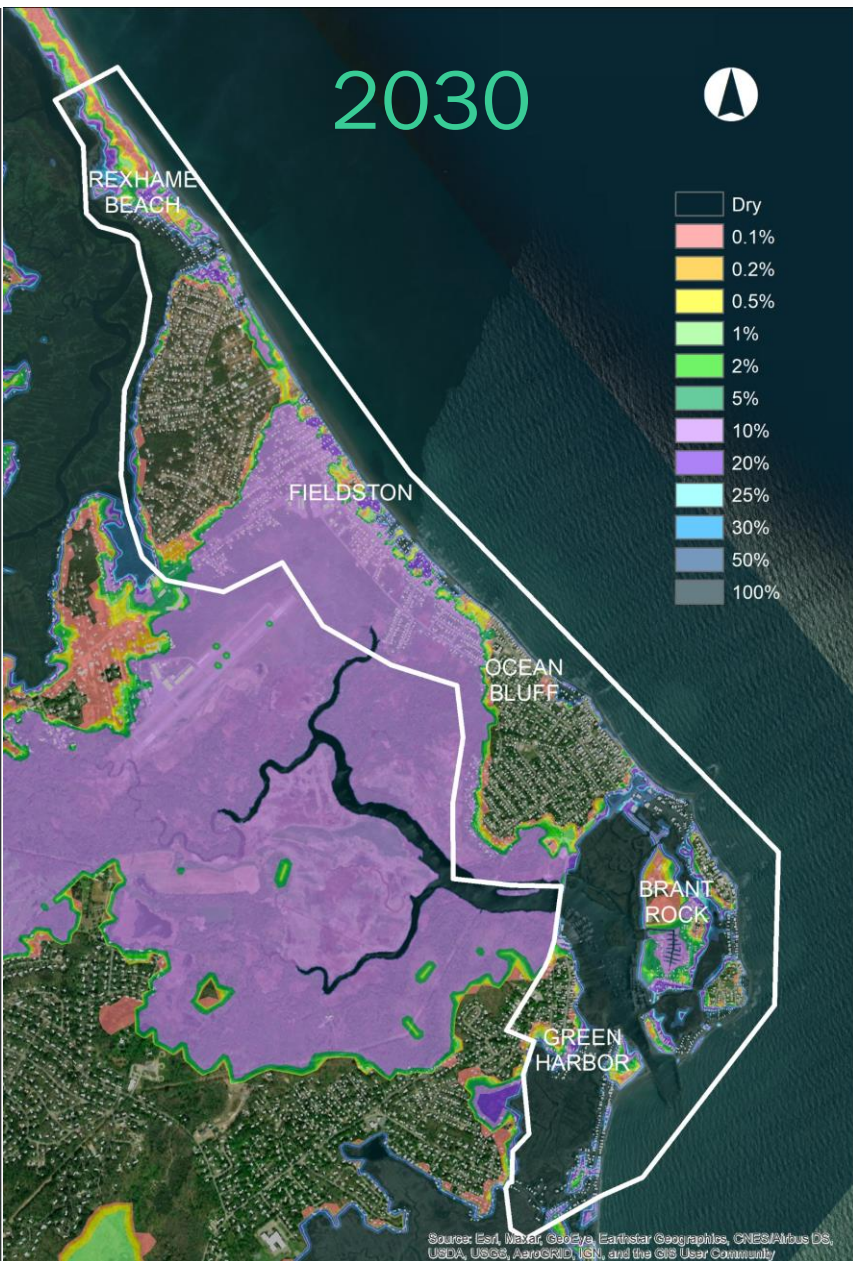 2030
REXHAME
BEACH
Dry
0.1%
0.2%
0.5%
1%
2%
5%
10%
20%
25%
30%
50%
100%
FIELDSTON
OCEAN
BLUFF
BRANT
ROCK
GREEN
HARBOR
Source: Esri, Maxar, GeoEye, Earthstar Geographics, CNES/Airbus DS,
USDA, USGS, AeroGRID, IGN, and the GIS User Community